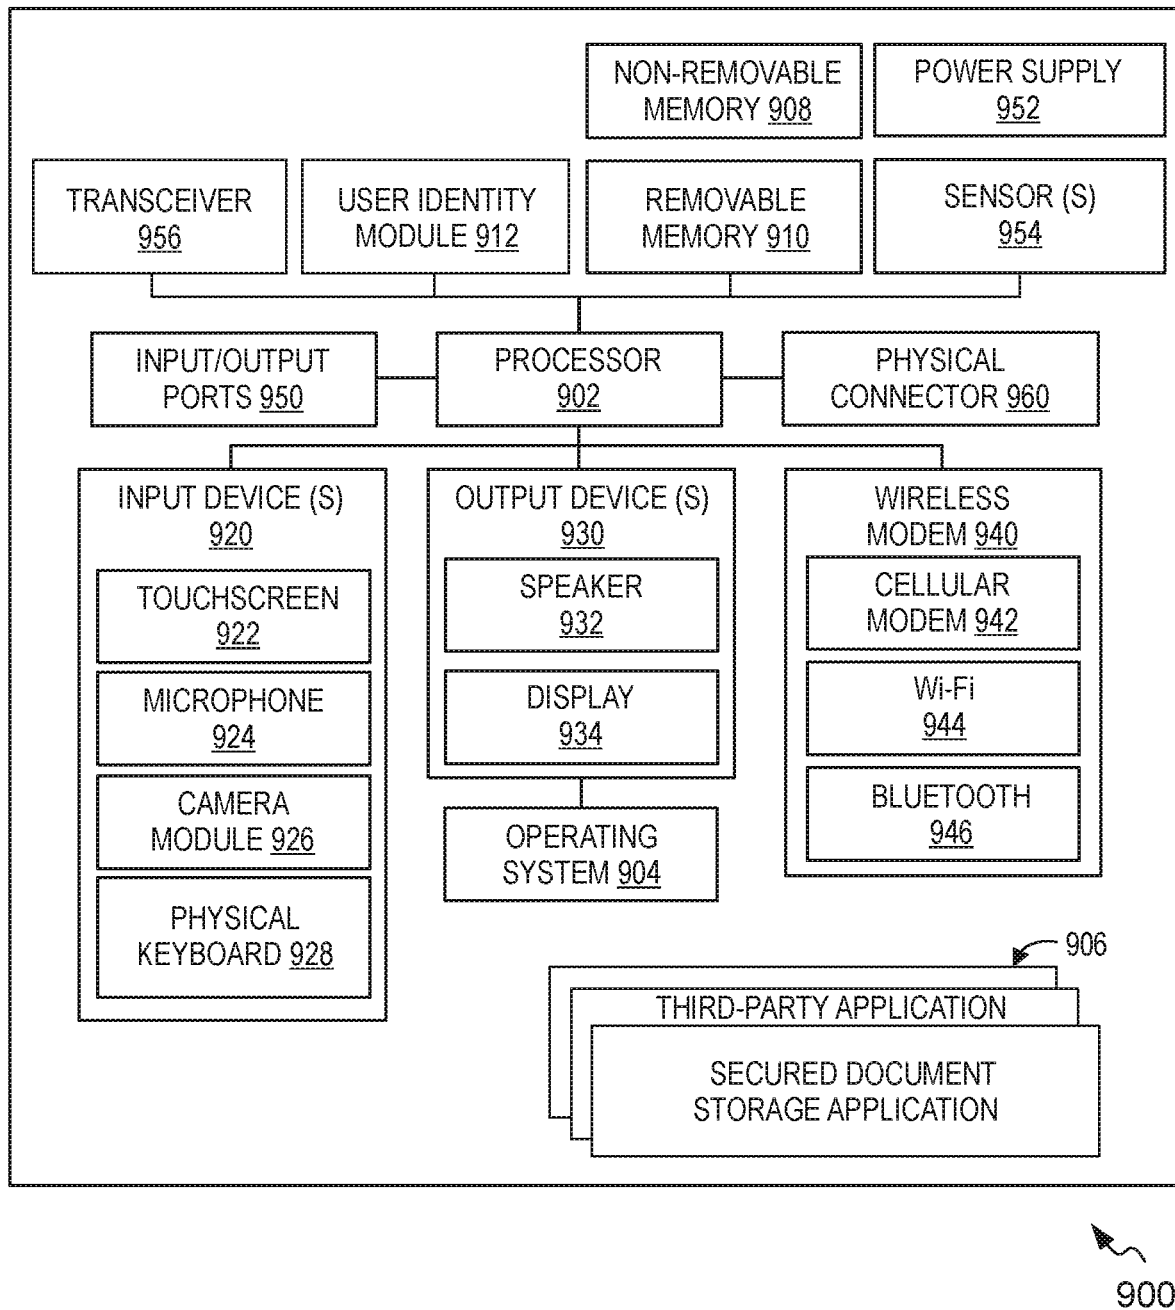 NON-REMOVABLE
MEMORY 908
POWER SUPPLY
952
TRANSCEIVER
956
USER IDENTITY
MODULE 912
REMOVABLE
MEMORY 910
SENSOR (S)
954
INPUT/OUTPUT
PORTS 950
PROCESSOR
902
PHYSICAL
CONNECTOR 960
INPUT DEVICE (S)
920
TOUCHSCREEN
922
MICROPHONE
924
CAMERA
MODULE 926
PHYSICAL
KEYBOARD 928
OUTPUT DEVICE (S)
930
SPEAKER
932
DISPLAY
934
OPERATING
SYSTEM 904
WIRELESS
MODEM 940
CELLULAR
MODEM 942
Wi-Fi
944
BLUETOOTH
946
906
THIRD-PARTY APPLICATION
SECURED DOCUMENT
STORAGE APPLICATION
900